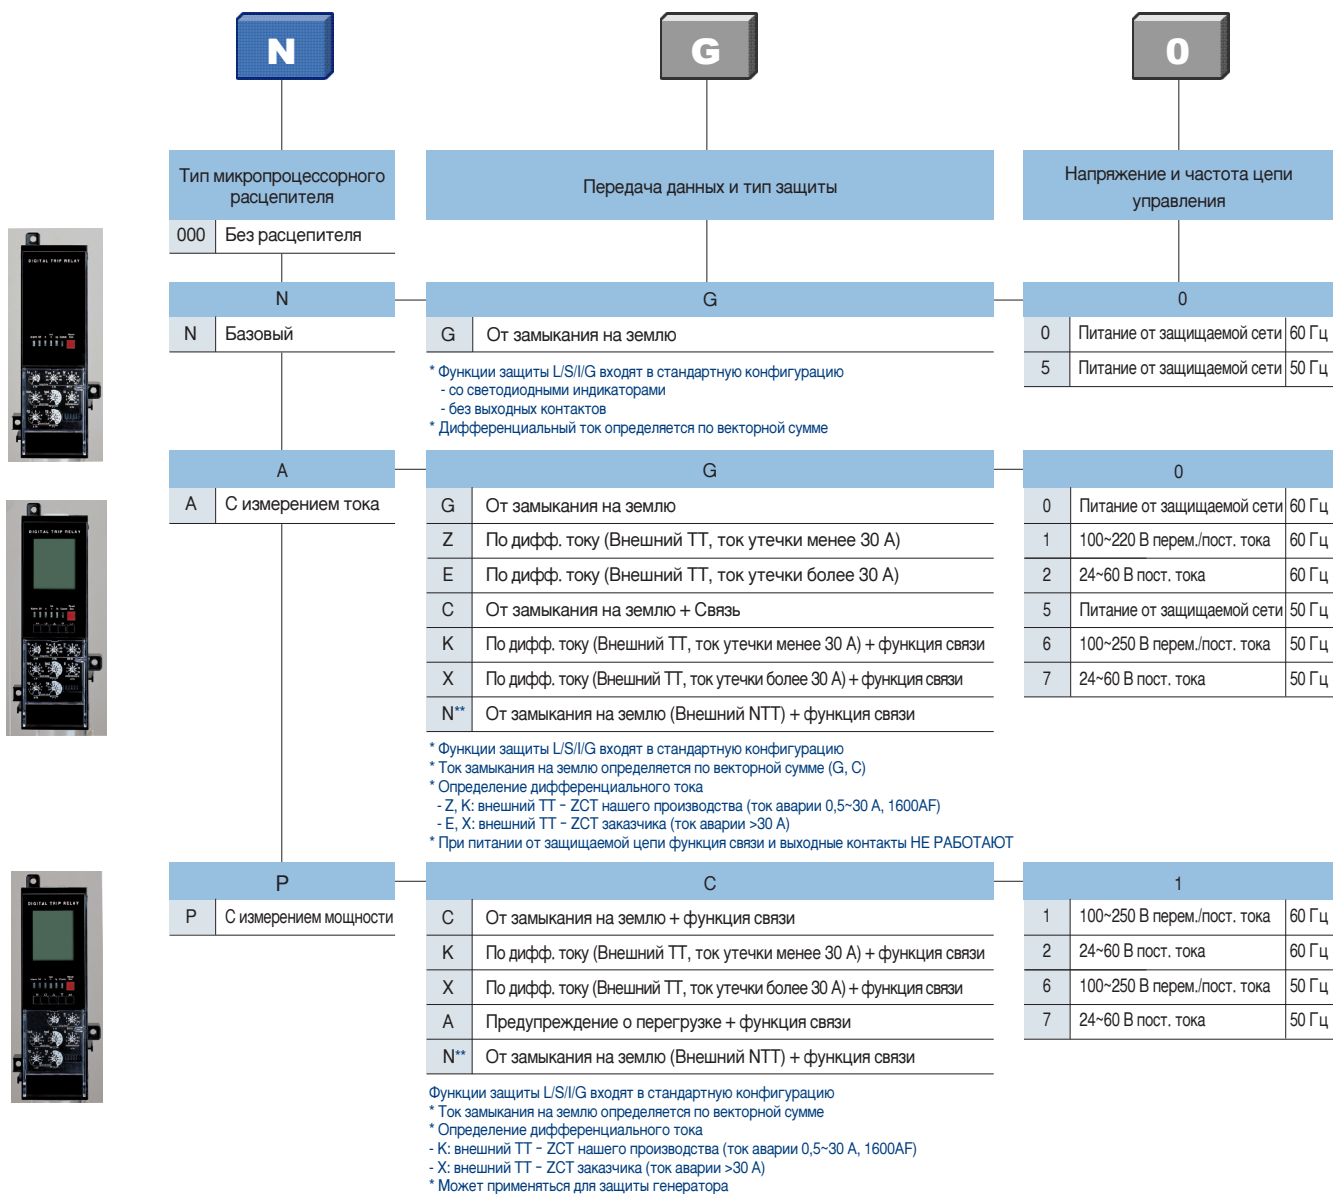 N
G
0
Тип микропроцессорного
расцепителя
Передача данных и тип защиты
Напряжение и частота цепи
управления
000 Без расцепителя
DIGITAL TRIP RELAY
N
G
0
N Базовый
G От замыкания на землю
0 Питание от защищаемой сети 60 Гц
5 Питание от защищаемой сети 50 Гц
* Функции защиты L/S/I/G входят в стандартную конфигурацию
- со светодиодными индикаторами
- без выходных контактов
* Дифференциальный ток определяется по векторной сумме
A
G
0
A С измерением тока
DIGITAL TRIP RELAY
G От замыкания на землю
Z По дифф. току (Внешний ТТ, ток утечки менее 30 А)
E По дифф. току (Внешний ТТ, ток утечки более 30 А)
C От замыкания на землю + Связь
K По дифф. току (Внешний ТТ, ток утечки менее 30 А) + функция связи
X По дифф. току (Внешний ТТ, ток утечки более 30 А) + функция связи
N** От замыкания на землю (Внешний NTT) + функция связи
0 Питание от защищаемой сети 60 Гц
1 100~220 В перем./пост. тока 60 Гц
2 24~60 В пост. тока 60 Гц
5 Питание от защищаемой сети 50 Гц
6 100~250 В перем./пост. тока 50 Гц
7 24~60 В пост. тока 50 Гц
* Функции защиты L/S/I/G входят в стандартную конфигурацию
* Ток замыкания на землю определяется по векторной сумме (G, C)
* Определение дифференциального тока
- Z, K: внешний ТТ - ZCT нашего производства (ток аварии 0,5~30 А, 1600AF)
- E, X: внешний ТТ - ZCT заказчика (ток аварии >30 А)
* При питании от защищаемой цепи функция связи и выходные контакты НЕ РАБОТАЮТ
P
C
1
P С измерением мощности
DIGITAL TRIP RELAY
C От замыкания на землю + функция связи
K По дифф. току (Внешний ТТ, ток утечки менее 30 А) + функция связи
X По дифф. току (Внешний ТТ, ток утечки более 30 А) + функция связи
A Предупреждение о перегрузке + функция связи
N** От замыкания на землю (Внешний NTT) + функция связи
1 100~250 В перем./пост. тока 60 Гц
2 24~60 В пост. тока 60 Гц
6 100~250 В перем./пост. тока 50 Гц
7 24~60 В пост. тока 50 Гц
Функции защиты L/S/I/G входят в стандартную конфигурацию
* Ток замыкания на землю определяется по векторной сумме
* Определение дифференциального тока
- K: внешний ТТ - ZCT нашего производства (ток аварии 0,5~30 А, 1600AF)
- X: внешний ТТ - ZCT заказчика (ток аварии >30 А)
* Может применяться для защиты генератора